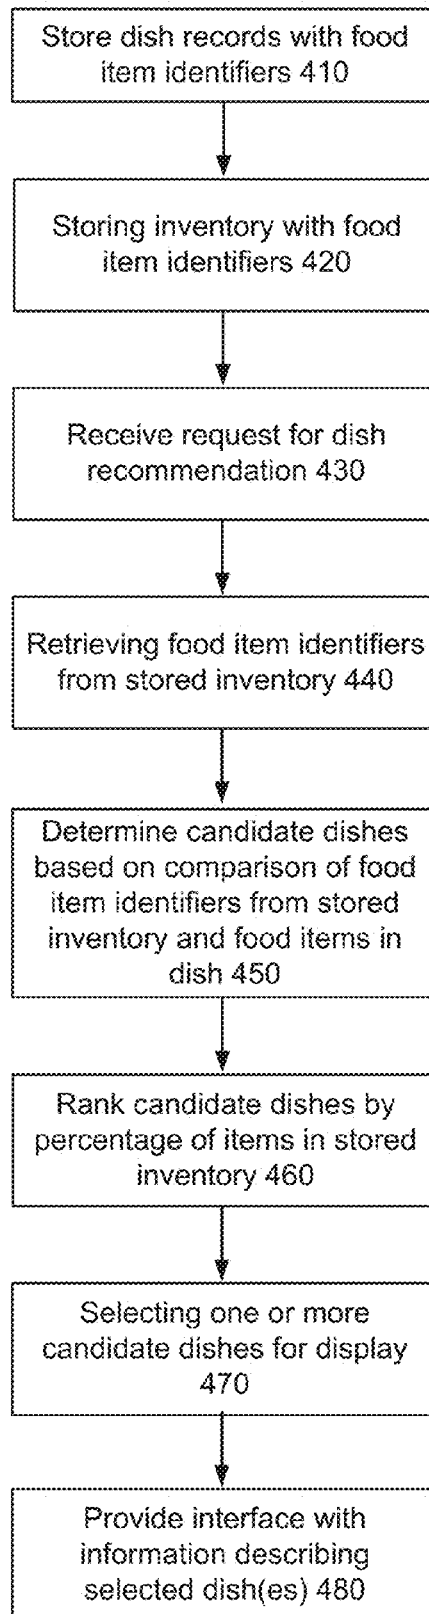 Store dish records with food
item identifiers 410
Storing inventory with food
item identifiers 420
Receive request for dish
recommendation 430
Retrieving food item identifiers
from stored inventory 440
Determine candidate dishes
based on comparison of food
item identifiers from stored
inventory and food items in
dish 450
Rank candidate dishes by
percentage of items in stored
inventory 460
Selecting one or more
candidate dishes for display
470
Provide interface with
information describing
selected dish(es) 480